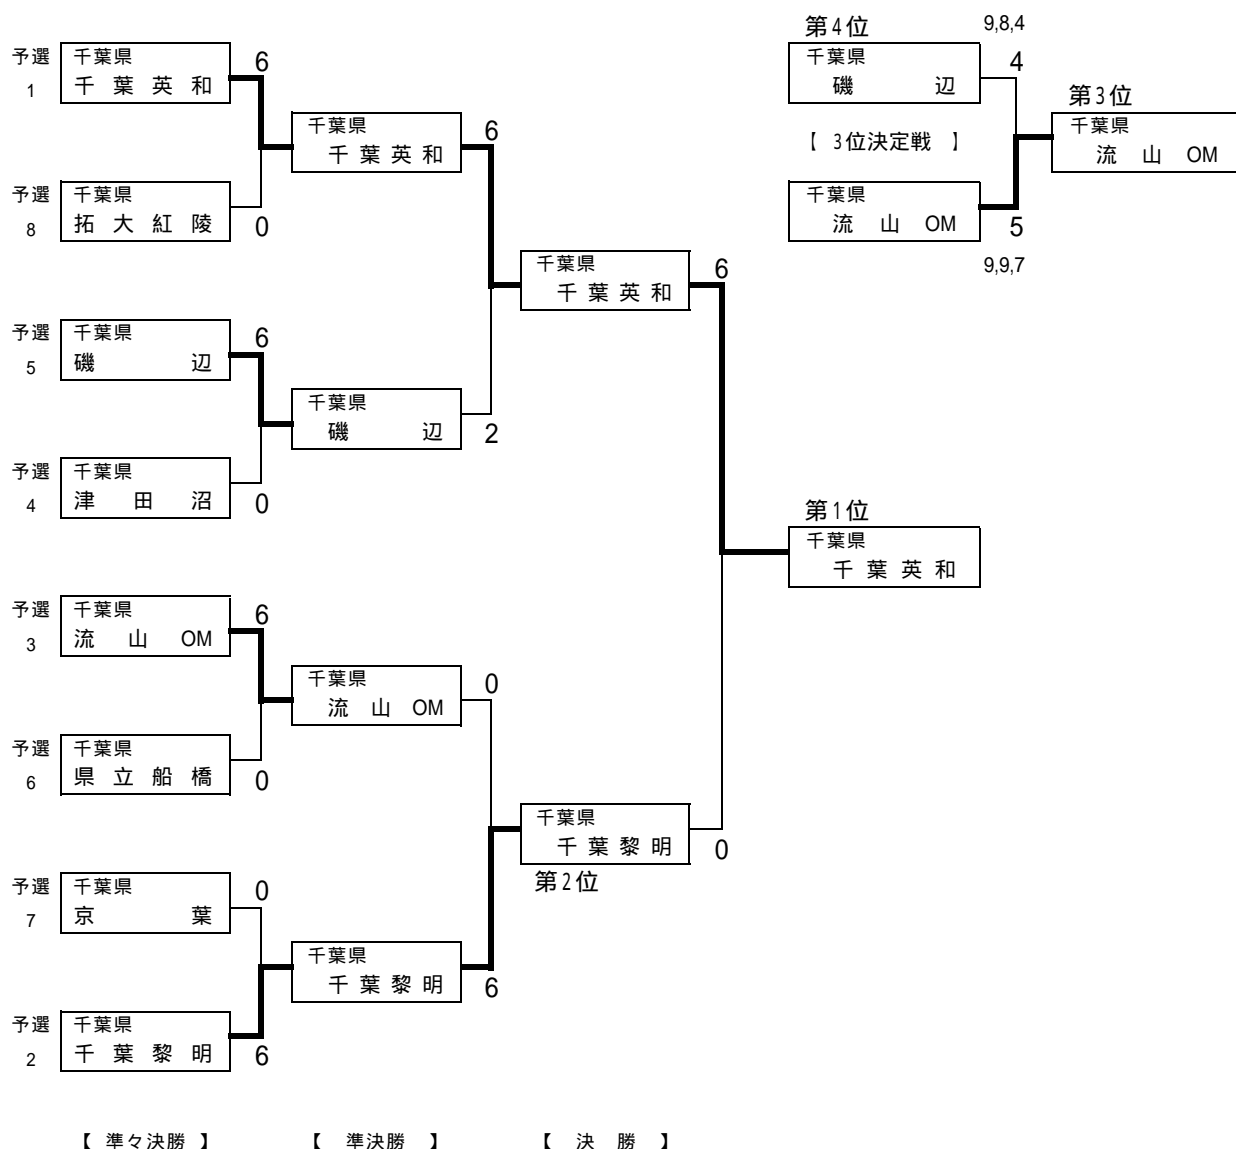 予選
1
千葉県
千葉英和
6
予選
8
千葉県
拓大紅陵
0
予選
5
千葉県
磯辺
6
予選
4
千葉県
津田沼
0
予選
3
千葉県
流山OM
6
予選
6
千葉県
県立船橋
0
予選
7
千葉県
京葉
0
予選
2
千葉県
千葉黎明
6
【 準々決勝 】
千葉県
千葉英和
6
千葉県
磯辺
2
千葉県
流山OM
0
千葉県
千葉黎明
6
【 準決勝 】
千葉県
千葉英和
6
千葉県
千葉黎明
0
第2位
【 決勝 】
第1位
千葉県
千葉英和
第4位
9,8,4
千葉県
磯辺
4
【 3位決定戦 】
千葉県
流山OM
5
9,9,7
第3位
千葉県
流山OM